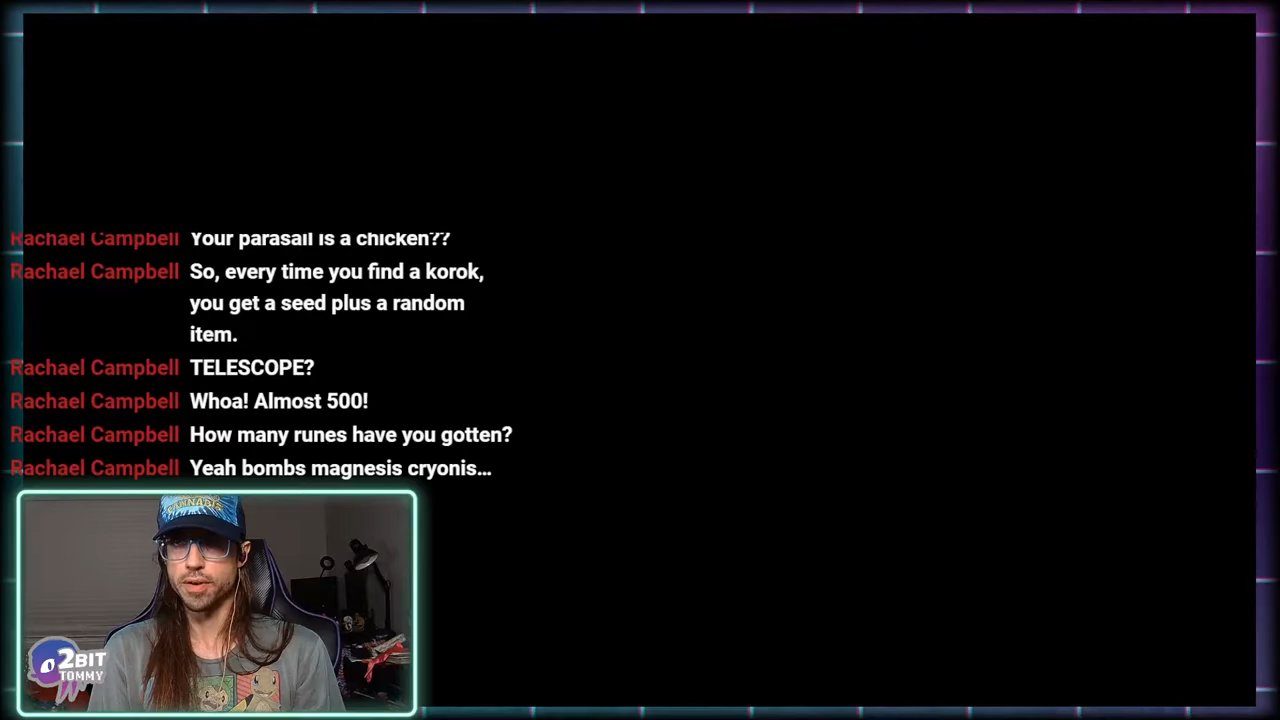 Rachael Campbell Your parasail is a chicken??
Rachael Campbell So, every time you find a korok,
you get a seed plus a random
item.
Rachael Campbell TELESCOPE?
Rachael Campbell Whoa! Almost 500!
Rachael Campbell How many runes have you gotten?
Rachael Campbell Yeah bombs magnesis cryonis...
CANNABIS
2BIT
TOMMY